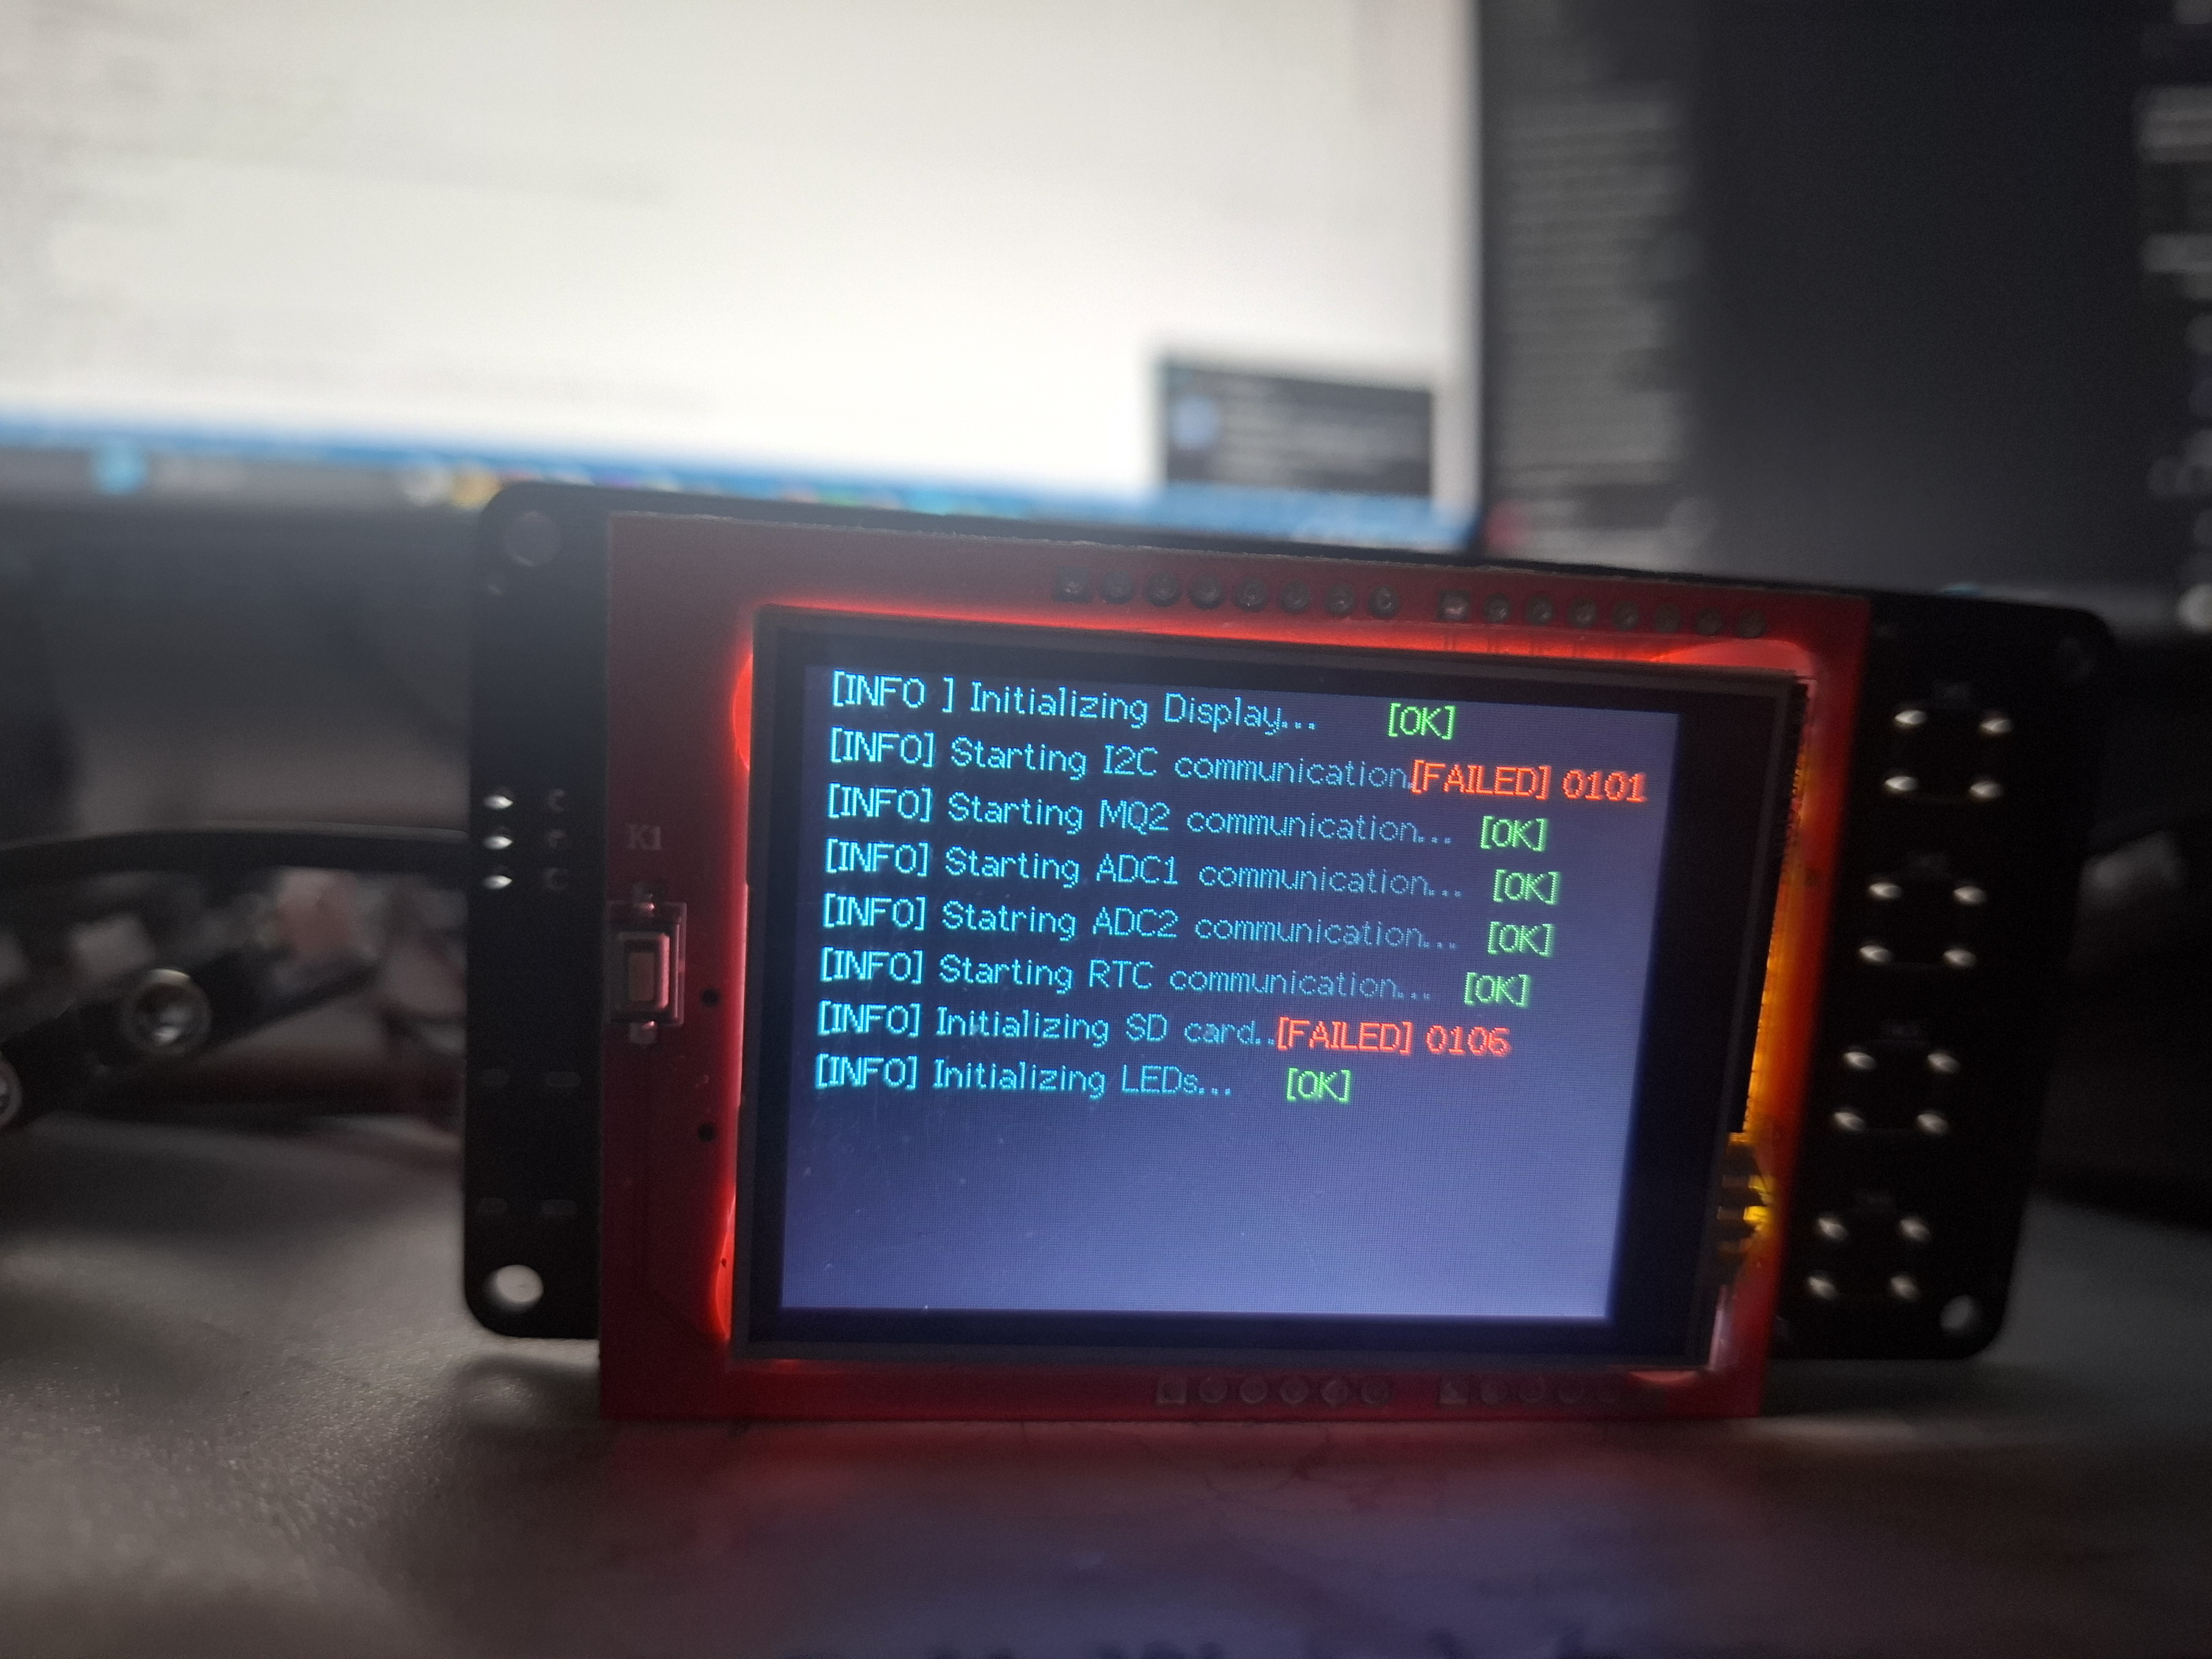 [INFO ] Initializing Display... [OK]
[INFO] Starting I2C communication.[FAILED] 0101
[INFO] Starting MQ2 communication... [OK]
[INFO] Starting ADC1 communication... [OK]
[INFO] Statring ADC2 communication... [OK]
[INFO] Starting RTC communication... [OK]
[INFO] Initializing SD card..[FAILED] 0106
[INFO] Initializing LEDs... [OK]
K1